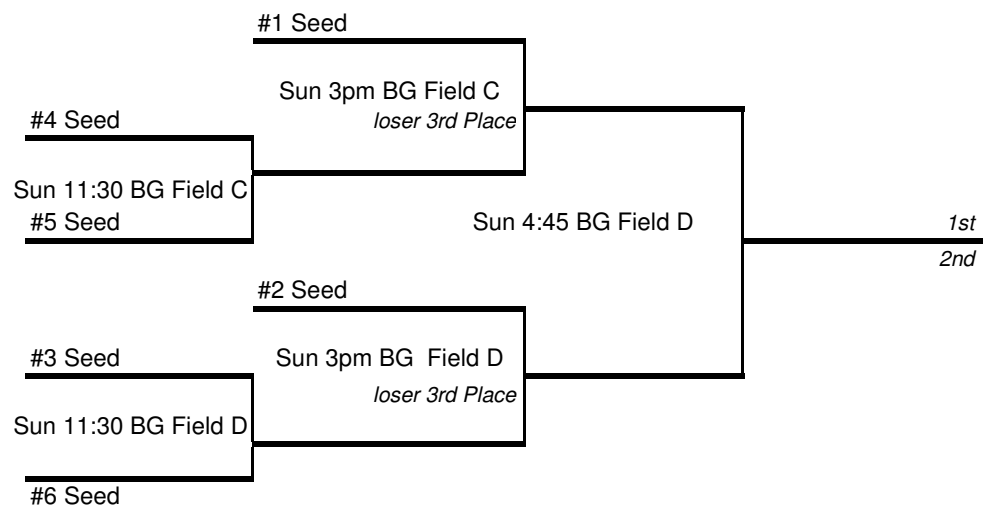 #1 Seed
Sun 3pm BG Field C
loser 3rd Place
#4 Seed
Sun 11:30 BG Field C
#5 Seed
Sun 4:45 BG Field D
1st
2nd
#2 Seed
Sun 3pm BG Field D
loser 3rd Place
#3 Seed
Sun 11:30 BG Field D
#6 Seed